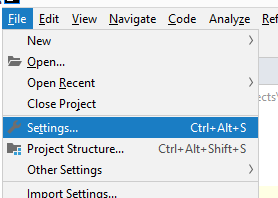 File Edit View Navigate Code Analyze
New
Open...
Open Recent
Close Project
Settings... Ctrl+Alt+S
Project Structure... Ctrl+Alt+Shift+S
Other Settings
Import Settings...